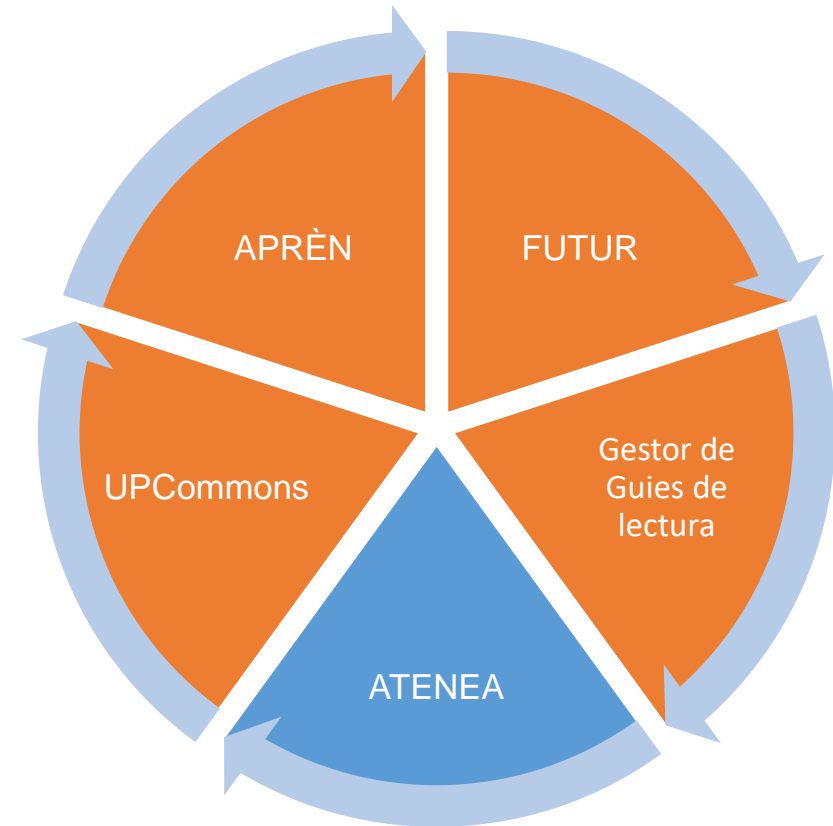 APRÈN
FUTUR
UPCommons
Gestor de
Guies de
lectura
ATENEA